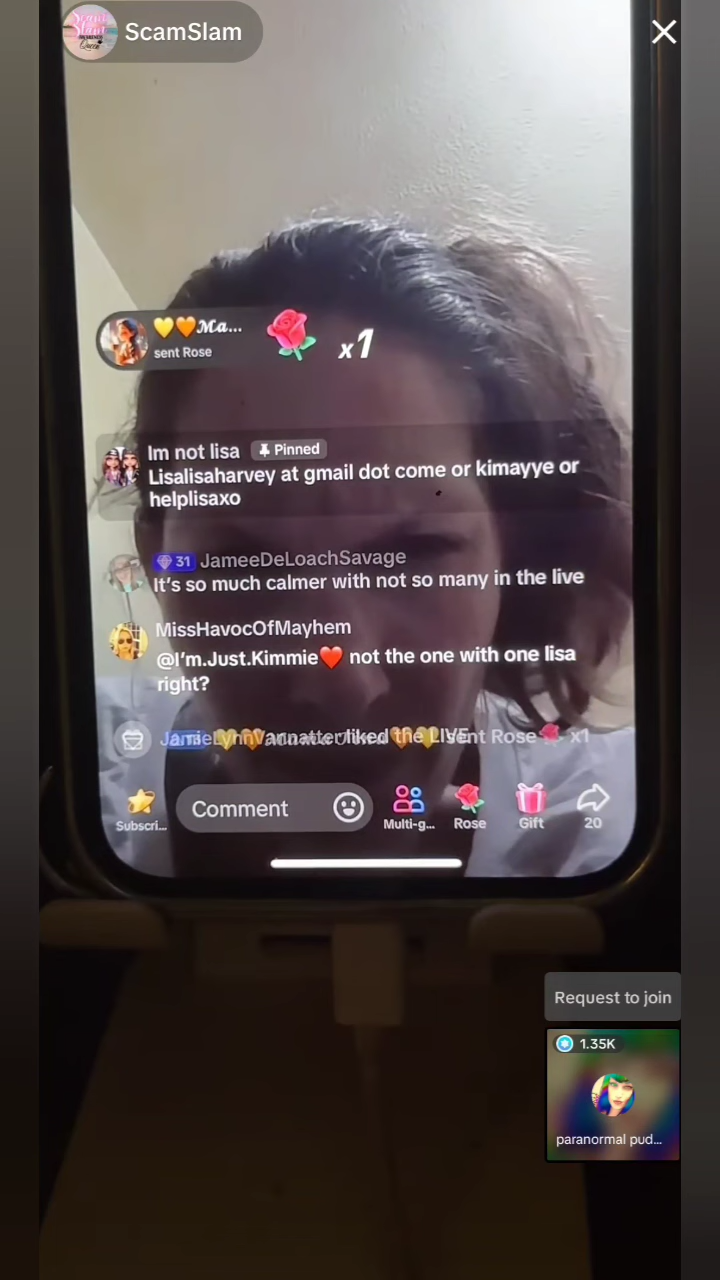 ScamSlam
Scam
Slam
Queen
💛🧡Ma...
sent Rose
x1
Im not lisa Pinned
Lisalisaharvey at gmail dot come or kimayye or
helplisaxo
31 JameeDeLoachSavage
It's so much calmer with not so many in the live
MissHavocOfMayhem
@I'm.Just.Kimmie❤️ not the one with one lisa
right?
liked the LIVE
sent Rose x1
Comment
Subscri...
Multi-g...
Rose
Gift
20
Request to join
1.35K
paranormal pud...